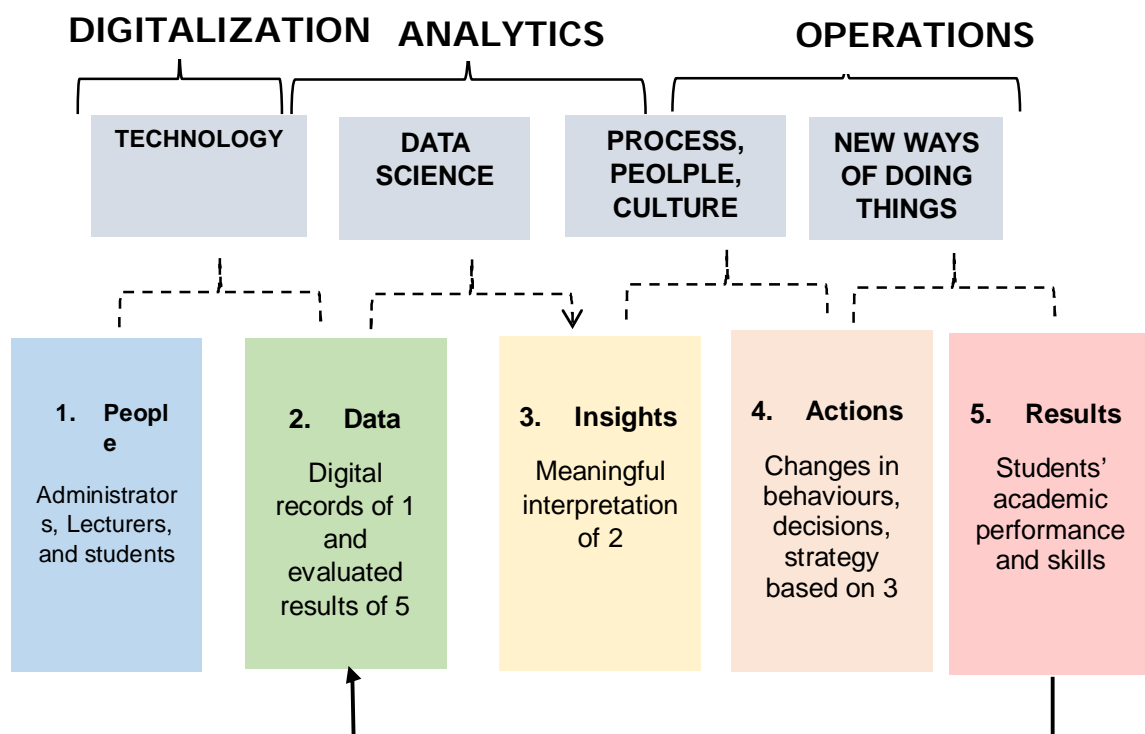 DIGITALIZATION
ANALYTICS
OPERATIONS
TECHNOLOGY
DATA
SCIENCE
PROCESS,
PEOLPLE,
CULTURE
NEW WAYS
OF DOING
THINGS
1. Peopl
e
Administrator
s, Lecturers,
and students
2. Data
Digital
records of 1
and
evaluated
results of 5
3. Insights
Meaningful
interpretation
of 2
4. Actions
Changes in
behaviours,
decisions,
strategy
based on 3
5. Results
Students’
academic
performance
and skills